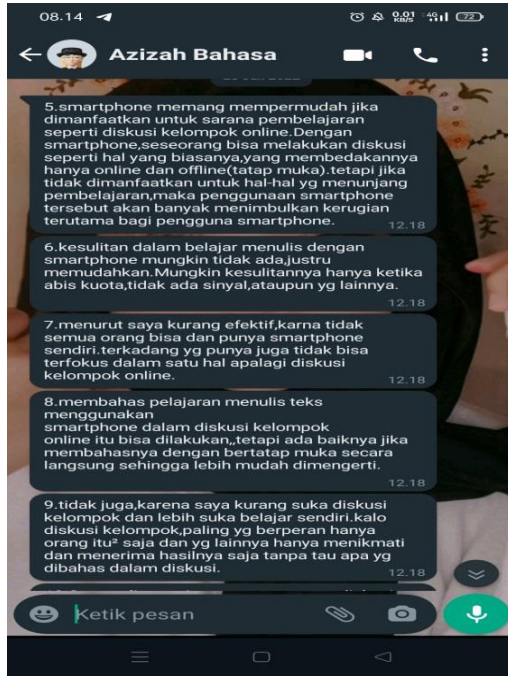 08.14
0.01 KB/S 4G 72
Azizah Bahasa
5.smartphone memang mempermudah jika
dimanfaatkan untuk sarana pembelajaran
seperti diskusi kelompok online.Dengan
smartphone,seseorang bisa melakukan diskusi
seperti hal yang biasanya,yang membedakannya
hanya online dan offline(tatap muka).tetapi jika
tidak dimanfaatkan untuk hal-hal yg menunjang
pembelajaran,maka penggunaan smartphone
tersebut akan banyak menimbulkan kerugian
terutama bagi pengguna smartphone.
12.18
6.kesulitan dalam belajar menulis dengan
smartphone mungkin tidak ada,justru
memudahkan.Mungkin kesulitannya hanya ketika
abis kuota,tidak ada sinyal,ataupun yg lainnya.
12.18
7.menurut saya kurang efektif,karna tidak
semua orang bisa dan punya smartphone
sendiri.terkadang yg punya juga tidak bisa
terfokus dalam satu hal apalagi diskusi
kelompok online.
12.18
8.membahas pelajaran menulis teks
menggunakan
smartphone dalam diskusi kelompok
online itu bisa dilakukan,,tetapi ada baiknya jika
membahasnya dengan bertatap muka secara
langsung sehingga lebih mudah dimengerti.
12.18
9.tidak juga,karena saya kurang suka diskusi
kelompok dan lebih suka belajar sendiri.kalo
diskusi kelompok,paling yg berperan hanya
orang itu² saja dan yg lainnya hanya menikmati
dan menerima hasilnya saja tanpa tau apa yg
dibahas dalam diskusi.
12.18
Ketik pesan